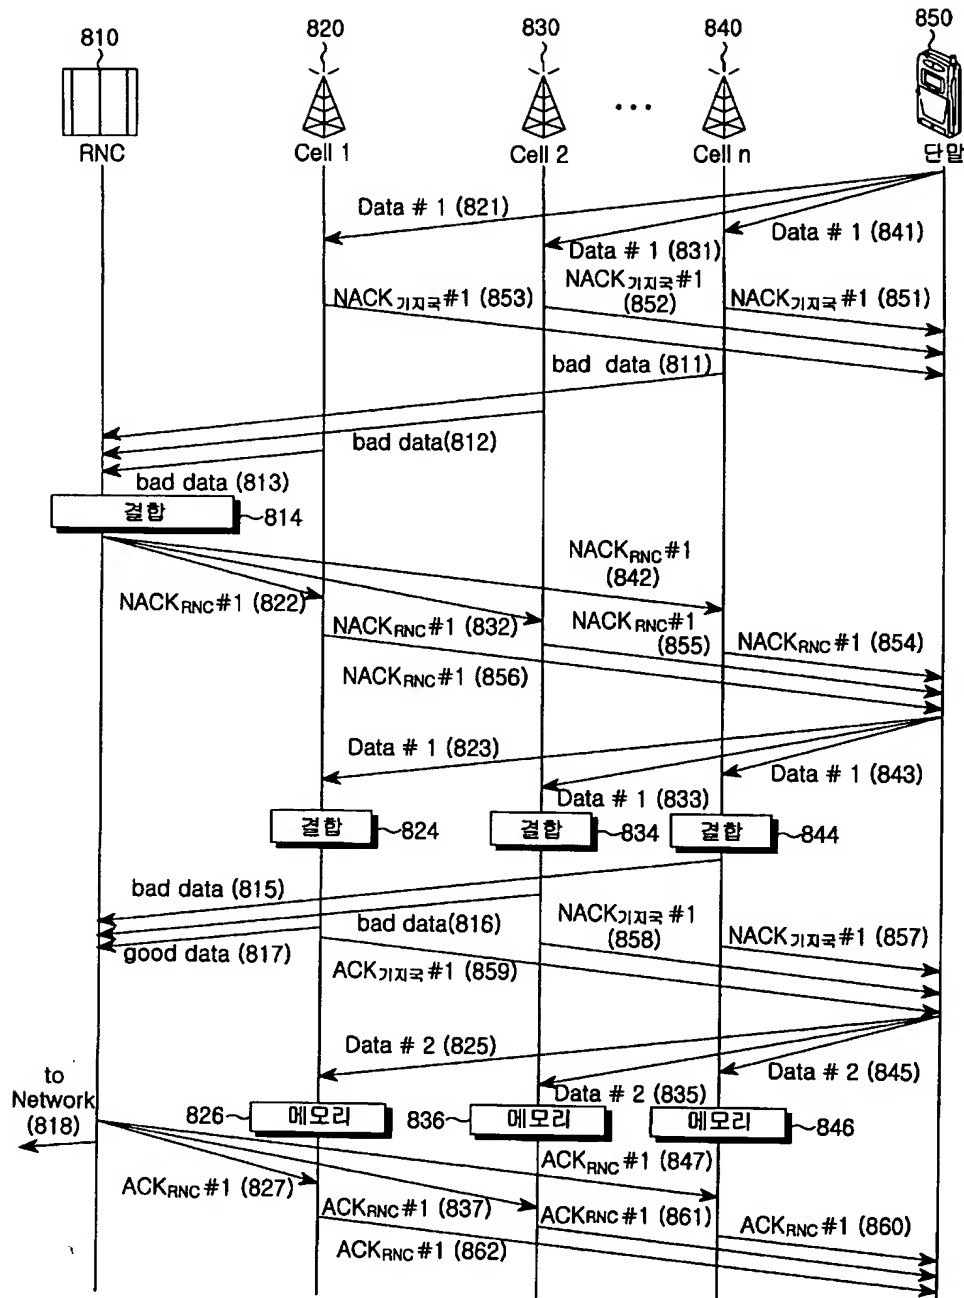 810
820
830
840
850
RNC
Cell 1
Cell 2
• • •
Cell n
단말
Data # 1 (821)
Data # 1 (831)
Data # 1 (841)
NACK기지국#1 (853)
NACK기지국#1
(852)
NACK기지국#1 (851)
bad data (811)
bad data(812)
bad data (813)
결합
814
NACKRNC#1
(842)
NACKRNC#1 (822)
NACKRNC#1 (832)
NACKRNC#1
(855)
NACKRNC#1 (854)
NACKRNC#1 (856)
Data # 1 (823)
Data # 1 (833)
Data # 1 (843)
결합
824
결합
834
결합
844
bad data (815)
bad data(816)
good data (817)
NACK기지국#1
(858)
NACK기지국#1 (857)
ACK기지국#1 (859)
Data # 2 (825)
Data # 2 (835)
Data # 2 (845)
to
Network
(818)
826
메모리
836
메모리
메모리
846
ACKRNC#1 (847)
ACKRNC#1 (827)
ACKRNC#1 (837)
ACKRNC#1 (861)
ACKRNC#1 (860)
ACKRNC#1 (862)